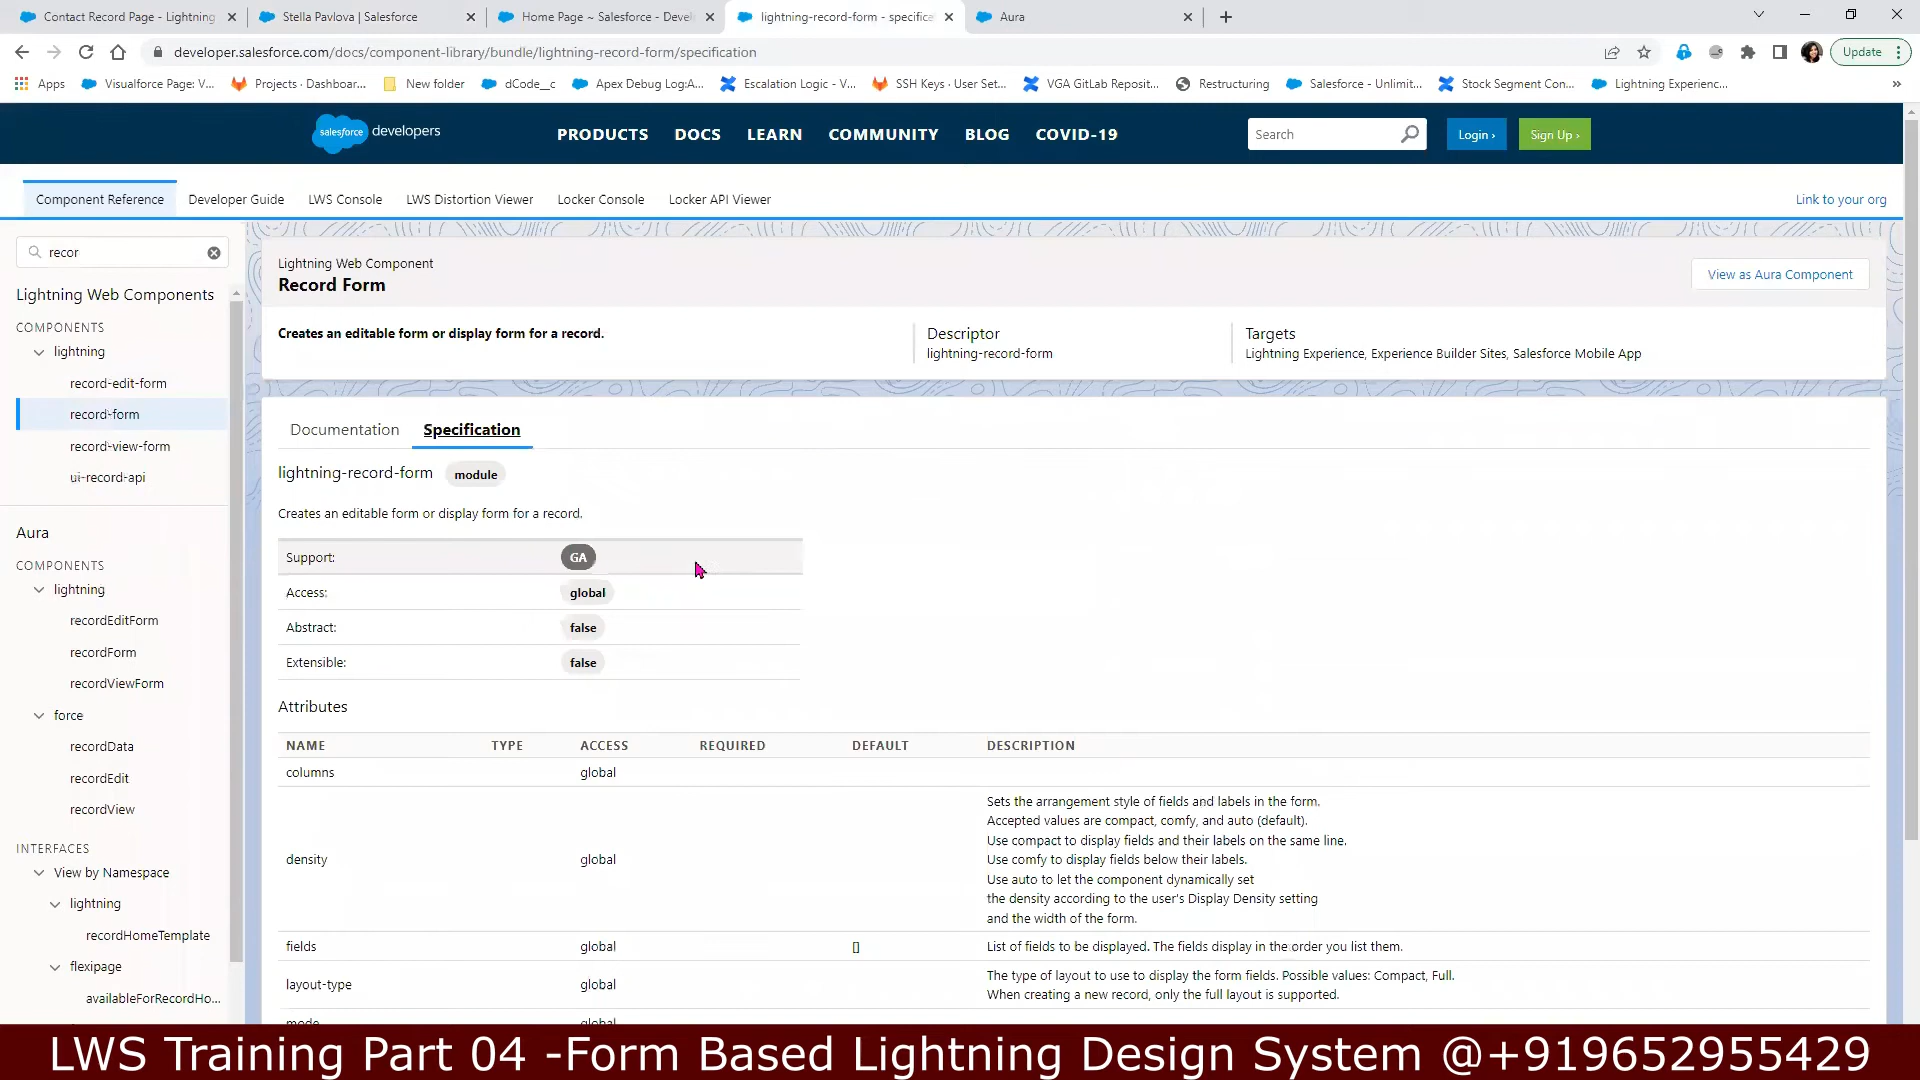 Contact Record Page - Lightning
Stella Pavlova | Salesforce
Home Page ~ Salesforce - Devel
lightning-record-form - specifica
Aura
developer.salesforce.com/docs/component-library/bundle/lightning-record-form/specification
Update
Apps
Visualforce Page: V...
Projects · Dashboar...
New folder
dCode__c
Apex Debug Log:A...
Escalation Logic - V...
SSH Keys · User Set...
VGA GitLab Reposit...
Restructuring
Salesforce - Unlimit...
Stock Segment Con...
Lightning Experienc...
»
salesforce developers
PRODUCTS DOCS LEARN COMMUNITY BLOG COVID-19
Search
Login ›
Sign Up ›
Component Reference
Developer Guide
LWS Console
LWS Distortion Viewer
Locker Console
Locker API Viewer
Link to your org
recor
Lightning Web Components
COMPONENTS
lightning
record-edit-form
record-form
record-view-form
ui-record-api
Aura
COMPONENTS
lightning
recordEditForm
recordForm
recordViewForm
force
recordData
recordEdit
recordView
INTERFACES
View by Namespace
lightning
recordHomeTemplate
flexipage
availableForRecordHo...
Lightning Web Component
Record Form
View as Aura Component
Creates an editable form or display form for a record.
Descriptor
lightning-record-form
Targets
Lightning Experience, Experience Builder Sites, Salesforce Mobile App
Documentation
Specification
lightning-record-form module
Creates an editable form or display form for a record.
Support: GA
Access: global
Abstract: false
Extensible: false
Attributes
NAME TYPE ACCESS REQUIRED DEFAULT DESCRIPTION
columns global
density global
Sets the arrangement style of fields and labels in the form.
Accepted values are compact, comfy, and auto (default).
Use compact to display fields and their labels on the same line.
Use comfy to display fields below their labels.
Use auto to let the component dynamically set
the density according to the user's Display Density setting
and the width of the form.
fields global [] List of fields to be displayed. The fields display in the order you list them.
layout-type global
The type of layout to use to display the form fields. Possible values: Compact, Full.
When creating a new record, only the full layout is supported.
mode global
LWS Training Part 04 -Form Based Lightning Design System @+919652955429